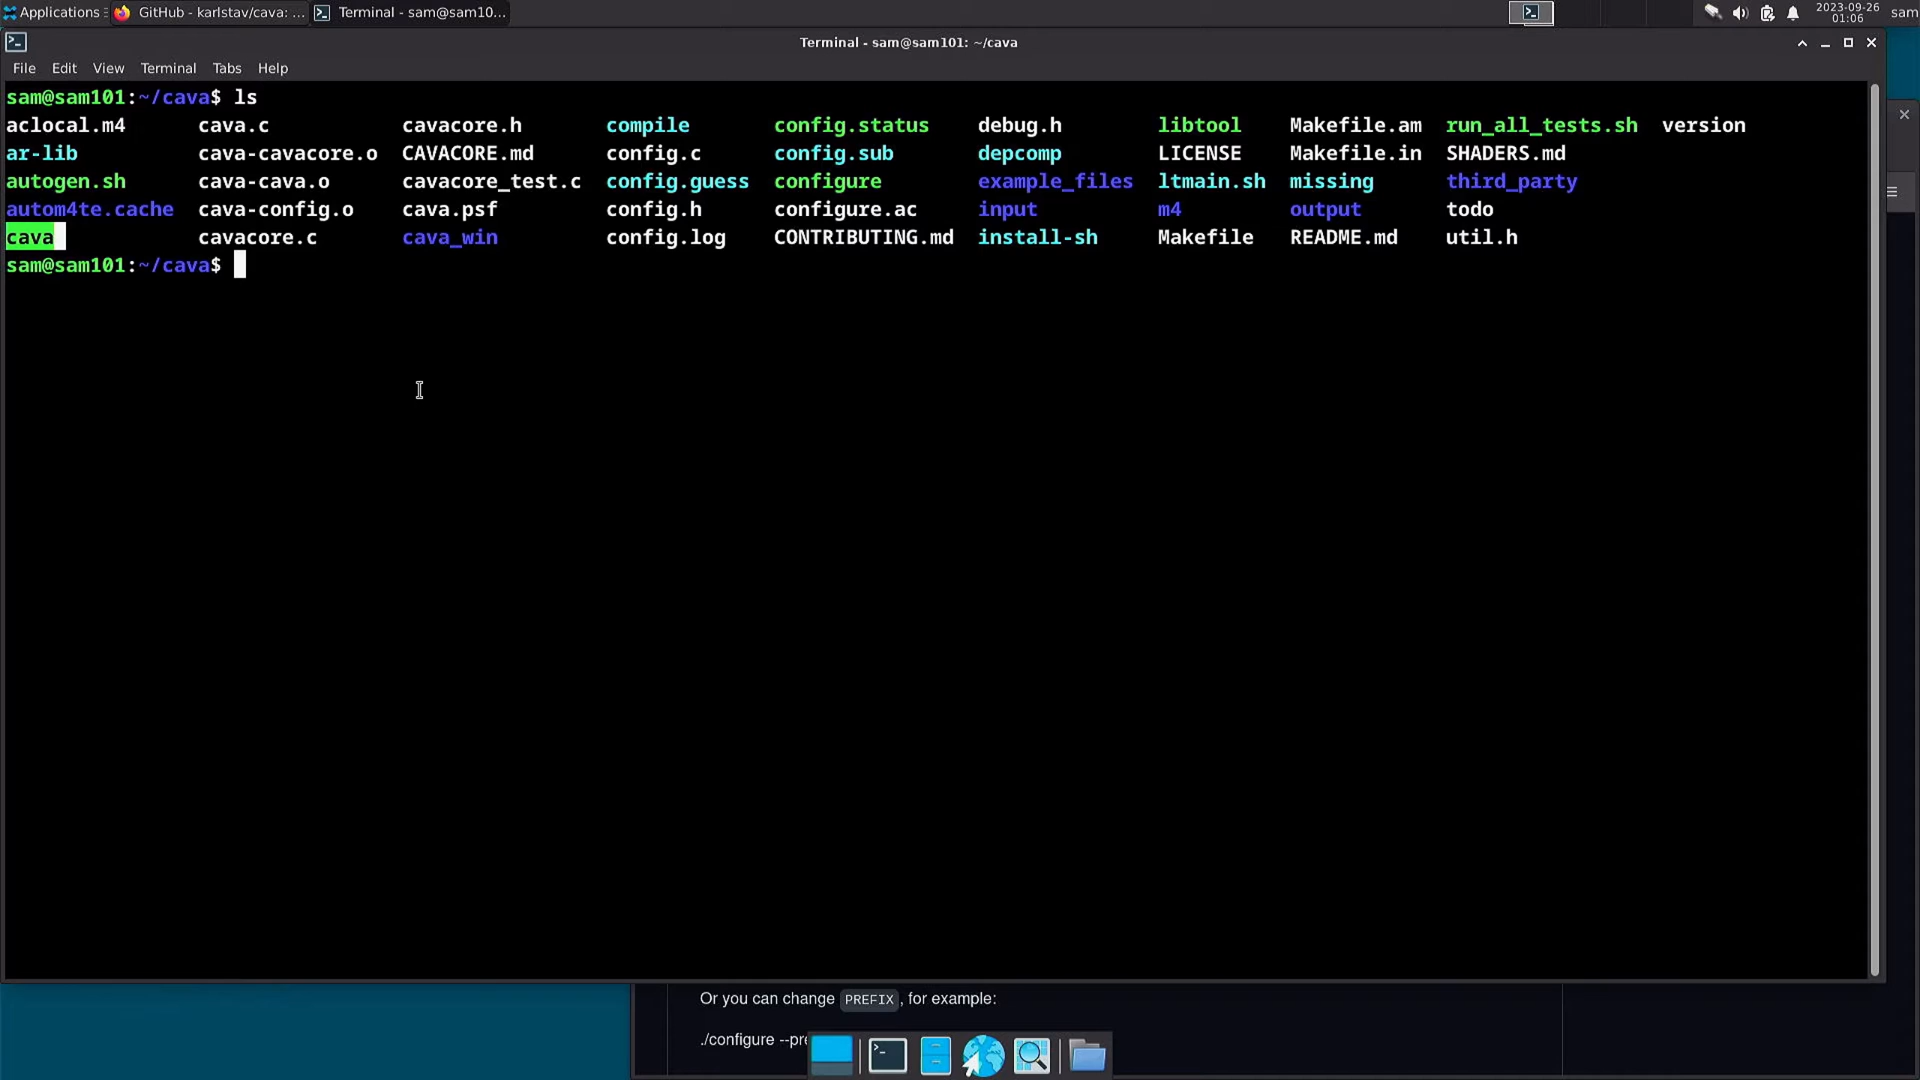 Applications GitHub - karlstav/cava: ... Terminal - sam@sam10... 2023-09-26 sam
01:06
Terminal - sam@sam101: ~/cava
File Edit View Terminal Tabs Help
sam@sam101:~/cava$ ls
aclocal.m4 cava.c cavacore.h compile config.status debug.h libtool Makefile.am run_all_tests.sh version
ar-lib cava-cavacore.o CAVACORE.md config.c config.sub depcomp LICENSE Makefile.in SHADERS.md
autogen.sh cava-cava.o cavacore_test.c config.guess configure example_files ltmain.sh missing third_party
autom4te.cache cava-config.o cava.psf config.h configure.ac input m4 output todo
cava cavacore.c cava_win config.log CONTRIBUTING.md install-sh Makefile README.md util.h
sam@sam101:~/cava$
Or you can change PREFIX, for example:
./configure --pre